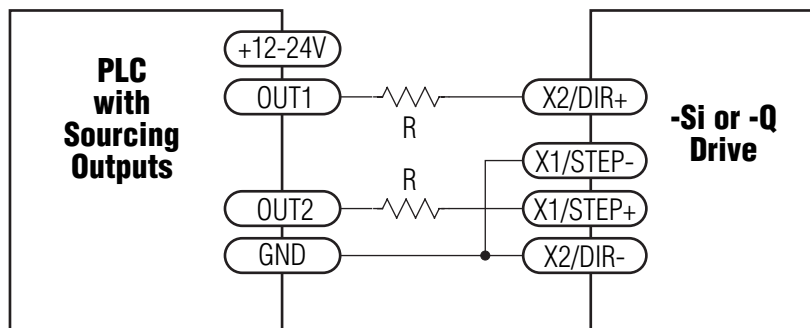 +12-24V
PLC
with
Sourcing
Outputs
OUT1
R
X2/DIR+
-Si or -Q
Drive
X1/STEP-
R
OUT2
X1/STEP+
GND
X2/DIR-